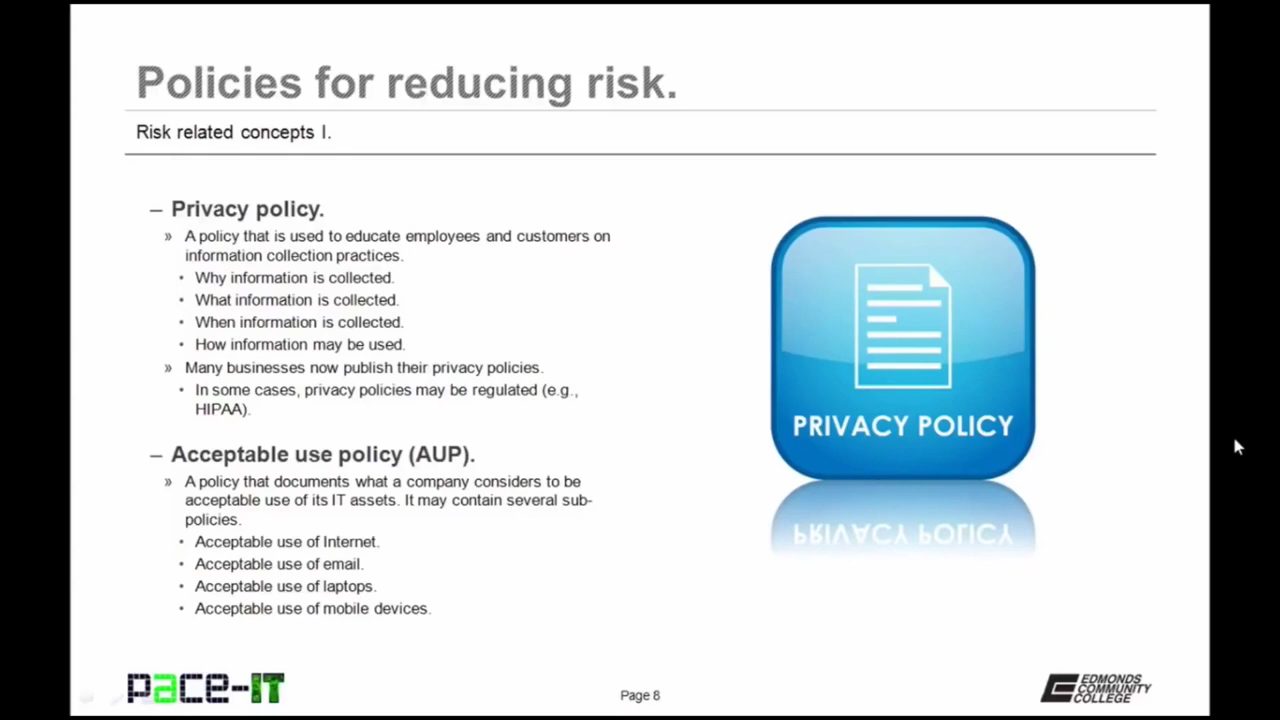 Policies for reducing risk.
Risk related concepts I.
– Privacy policy.
» A policy that is used to educate employees and customers on
information collection practices.
• Why information is collected.
• What information is collected.
• When information is collected.
• How information may be used.
» Many businesses now publish their privacy policies.
• In some cases, privacy policies may be regulated (e.g.,
HIPAA).
– Acceptable use policy (AUP).
» A policy that documents what a company considers to be
acceptable use of its IT assets. It may contain several sub-
policies.
• Acceptable use of Internet.
• Acceptable use of email.
• Acceptable use of laptops.
• Acceptable use of mobile devices.
PRIVACY POLICY
PRIVACY POLICY
pace-IT
Page 8
EDMONDS
COMMUNITY
COLLEGE